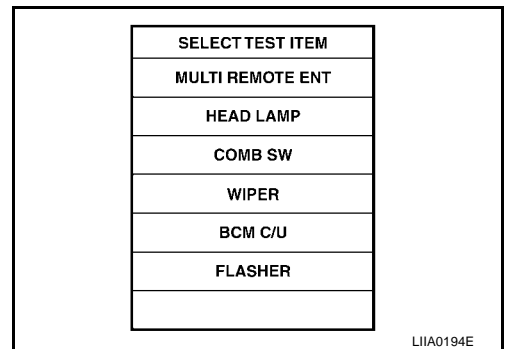 SELECT TEST ITEM
MULTI REMOTE ENT
HEAD LAMP
COMB SW
WIPER
BCM C/U
FLASHER
LIIA0194E